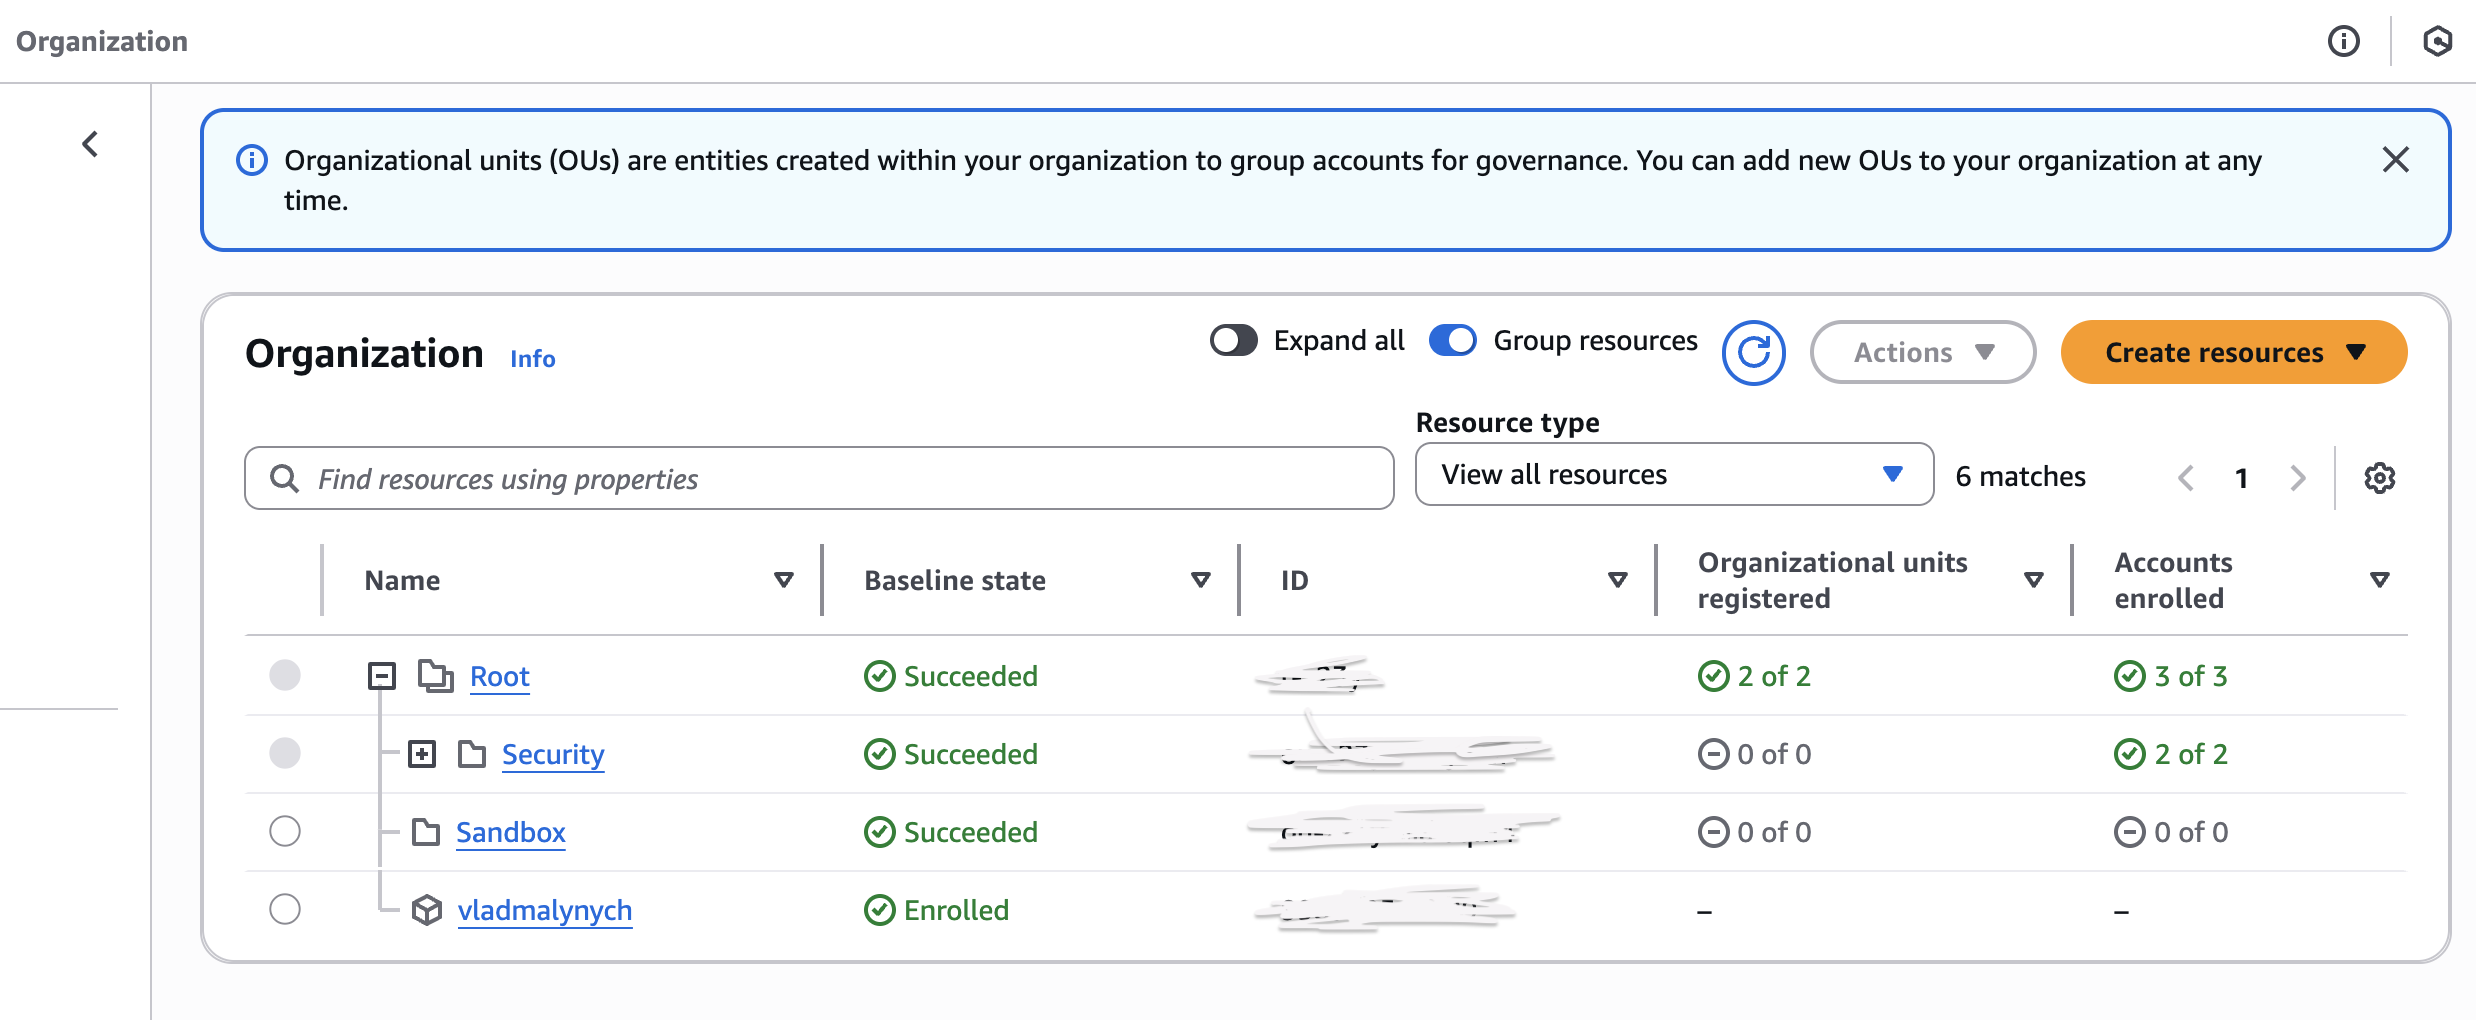 Organization
Organizational units (OUs) are entities created within your organization to group accounts for governance. You can add new OUs to your organization at any
time.
Organization Info
Expand all Group resources Actions Create resources
Find resources using properties
Resource type
View all resources
6 matches 1
Name Baseline state ID Organizational units registered Accounts enrolled
Root Succeeded 2 of 2 3 of 3
Security Succeeded 0 of 0 2 of 2
Sandbox Succeeded 0 of 0 0 of 0
vladmalynych Enrolled – –